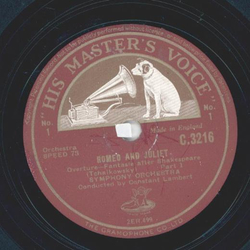 "HIS MASTER'S VOICE"
No. 1
No. 1
Made in England
Orchestra
SPEED 78
C.3216
ROMEO AND JULIET
Overture—Fantasia after Shakespeare
(Tchaikovsky) Part
SYMPHONY ORCHESTRA
Conducted by Constant Lambert
THE GRAMOPHONE CO LTD